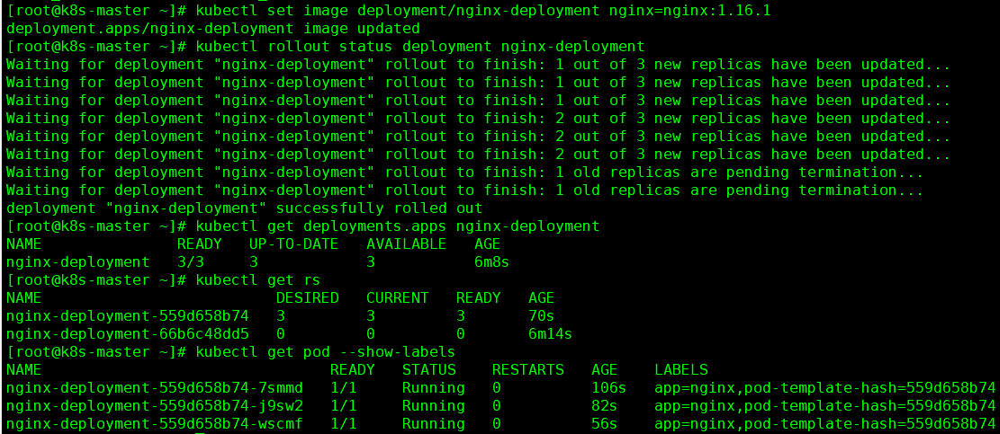 [root@k8s-master ~]# kubectl set image deployment/nginx-deployment nginx=nginx:1.16.1
deployment.apps/nginx-deployment image updated
[root@k8s-master ~]# kubectl rollout status deployment nginx-deployment
Waiting for deployment "nginx-deployment" rollout to finish: 1 out of 3 new replicas have been updated...
Waiting for deployment "nginx-deployment" rollout to finish: 1 out of 3 new replicas have been updated...
Waiting for deployment "nginx-deployment" rollout to finish: 1 out of 3 new replicas have been updated...
Waiting for deployment "nginx-deployment" rollout to finish: 2 out of 3 new replicas have been updated...
Waiting for deployment "nginx-deployment" rollout to finish: 2 out of 3 new replicas have been updated...
Waiting for deployment "nginx-deployment" rollout to finish: 2 out of 3 new replicas have been updated...
Waiting for deployment "nginx-deployment" rollout to finish: 1 old replicas are pending termination...
Waiting for deployment "nginx-deployment" rollout to finish: 1 old replicas are pending termination...
deployment "nginx-deployment" successfully rolled out
[root@k8s-master ~]# kubectl get deployments.apps nginx-deployment
NAME               READY   UP-TO-DATE   AVAILABLE   AGE
nginx-deployment   3/3     3            3           6m8s
[root@k8s-master ~]# kubectl get rs
NAME                          DESIRED   CURRENT   READY   AGE
nginx-deployment-559d658b74   3         3         3       70s
nginx-deployment-66b6c48dd5   0         0         0       6m14s
[root@k8s-master ~]# kubectl get pod --show-labels
NAME                                READY   STATUS    RESTARTS   AGE    LABELS
nginx-deployment-559d658b74-7smmd   1/1     Running   0          106s   app=nginx,pod-template-hash=559d658b74
nginx-deployment-559d658b74-j9sw2   1/1     Running   0          82s    app=nginx,pod-template-hash=559d658b74
nginx-deployment-559d658b74-wscmf   1/1     Running   0          56s    app=nginx,pod-template-hash=559d658b74